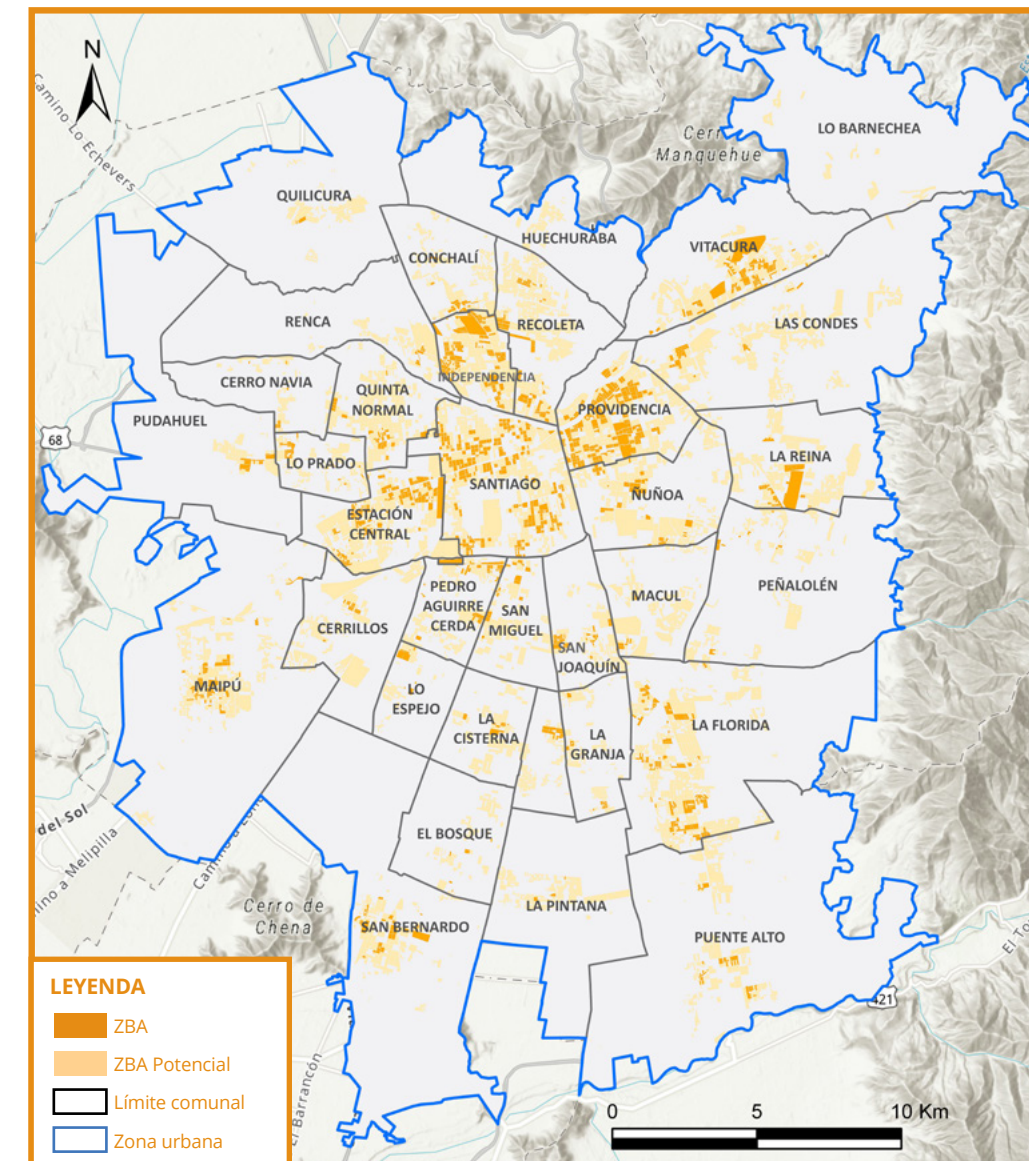 N
Camino Lo Echevers
Manquehue
LO BARNECHEA
QUILICURA
HUECHURABA
VITACURA
CONCHALÍ
RENCA
RECOLETA
LAS CONDES
INDEPENDENCIA
CERRO NAVIA
QUINTA
NORMAL
PROVIDENCIA
PUDAHUEL
68
LO PRADO
LA REINA
SANTIAGO
ÑUÑOA
ESTACIÓN
CENTRAL
PEDRO
AGUIRRE
CERDA
SAN
MIGUEL
MACUL
PEÑALOLÉN
CERRILLOS
SAN
JOAQUÍN
MAIPÚ
LO
ESPEJO
LA
CISTERNA
LA
GRANJA
LA FLORIDA
del Sol
EL BOSQUE
Cerro de
Chena
SAN BERNARDO
LA PINTANA
PUENTE ALTO
421
El Barrancón
LEYENDA
ZBA
ZBA Potencial
Límite comunal
Zona urbana
0 5 10 Km